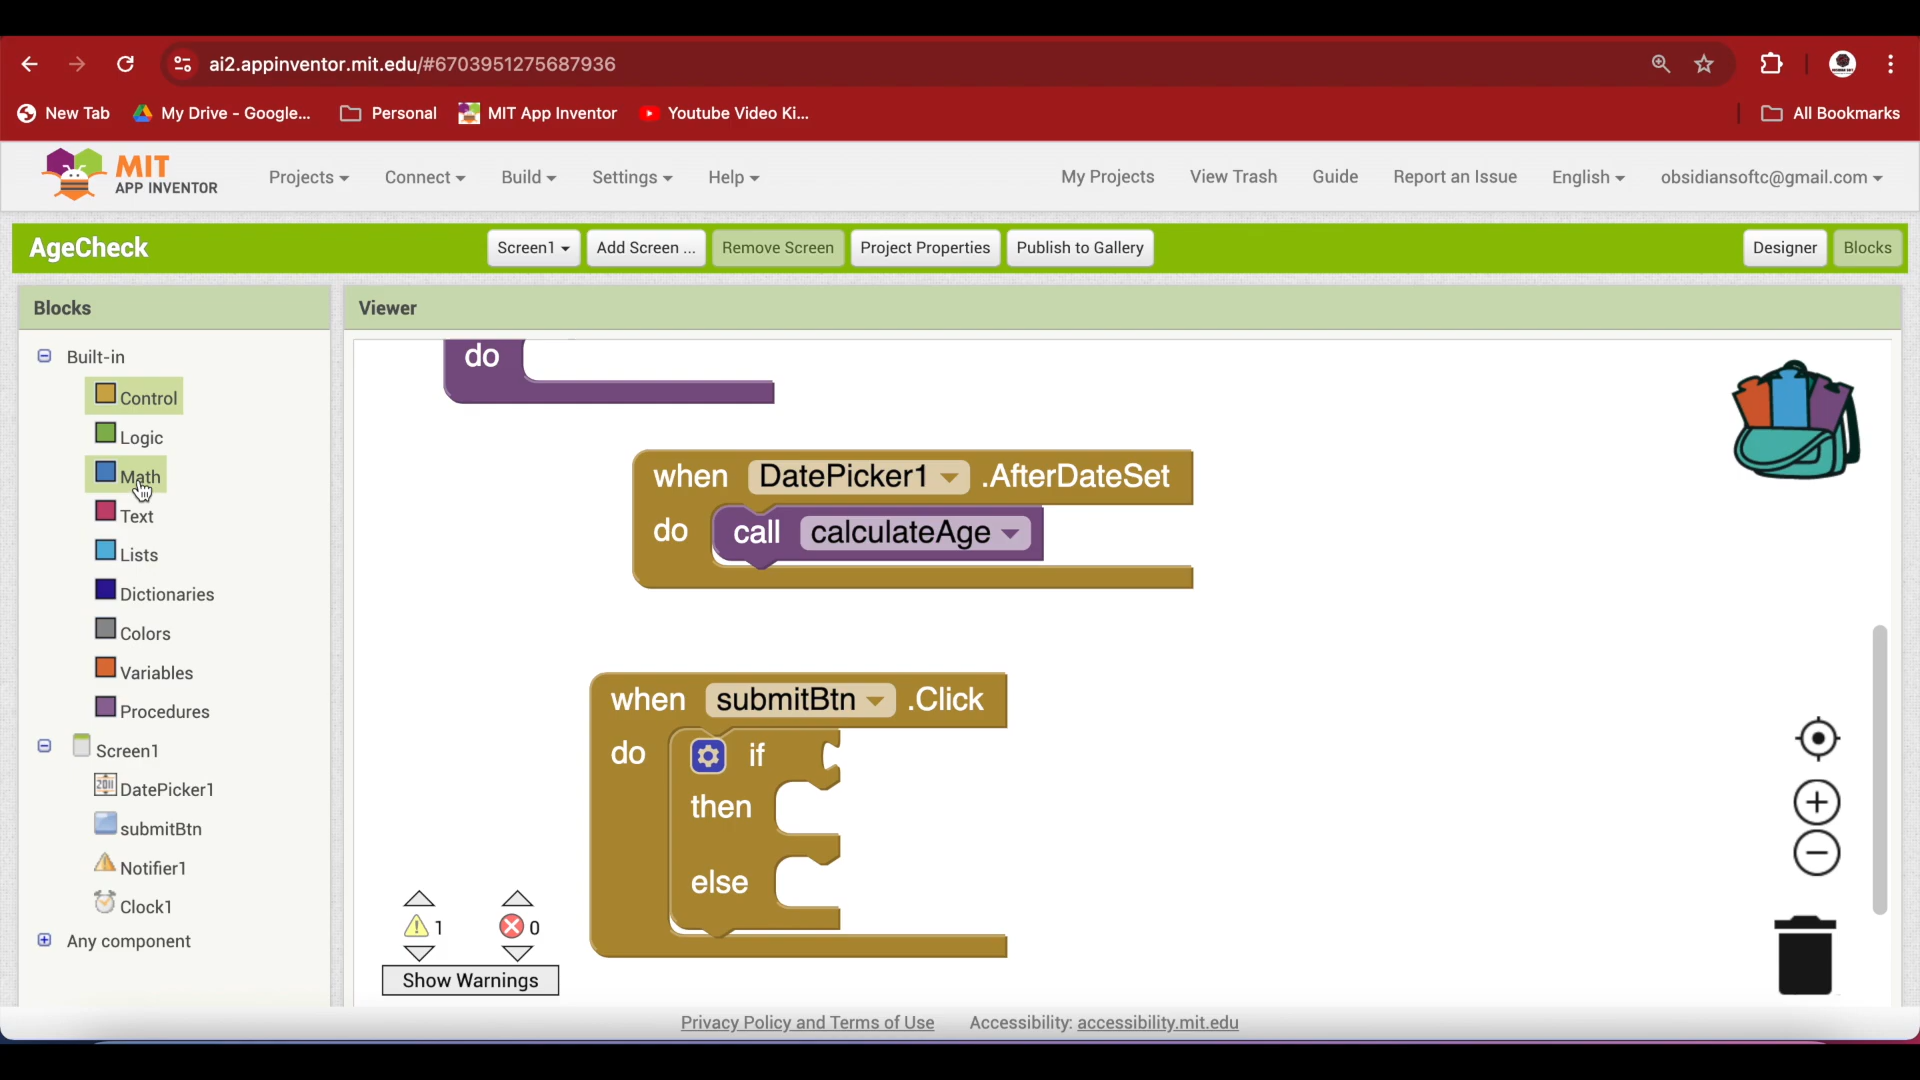 ai2.appinventor.mit.edu/#6703951275687936
New Tab My Drive - Google... Personal MIT App Inventor Youtube Video Ki... All Bookmarks
MIT
APP INVENTOR
Projects Connect Build Settings Help My Projects View Trash Guide Report an Issue English obsidiansoftc@gmail.com
AgeCheck Screen1 Add Screen ... Remove Screen Project Properties Publish to Gallery Designer Blocks
Blocks Viewer
Built-in
Control
Logic
Math
Text
Lists
Dictionaries
Colors
Variables
Procedures
Screen1
DatePicker1
submitBtn
Notifier1
Clock1
Any component
do
when DatePicker1 .AfterDateSet
do call calculateAge
when submitBtn .Click
do if
then
else
1 0
Show Warnings
Privacy Policy and Terms of Use Accessibility: accessibility.mit.edu